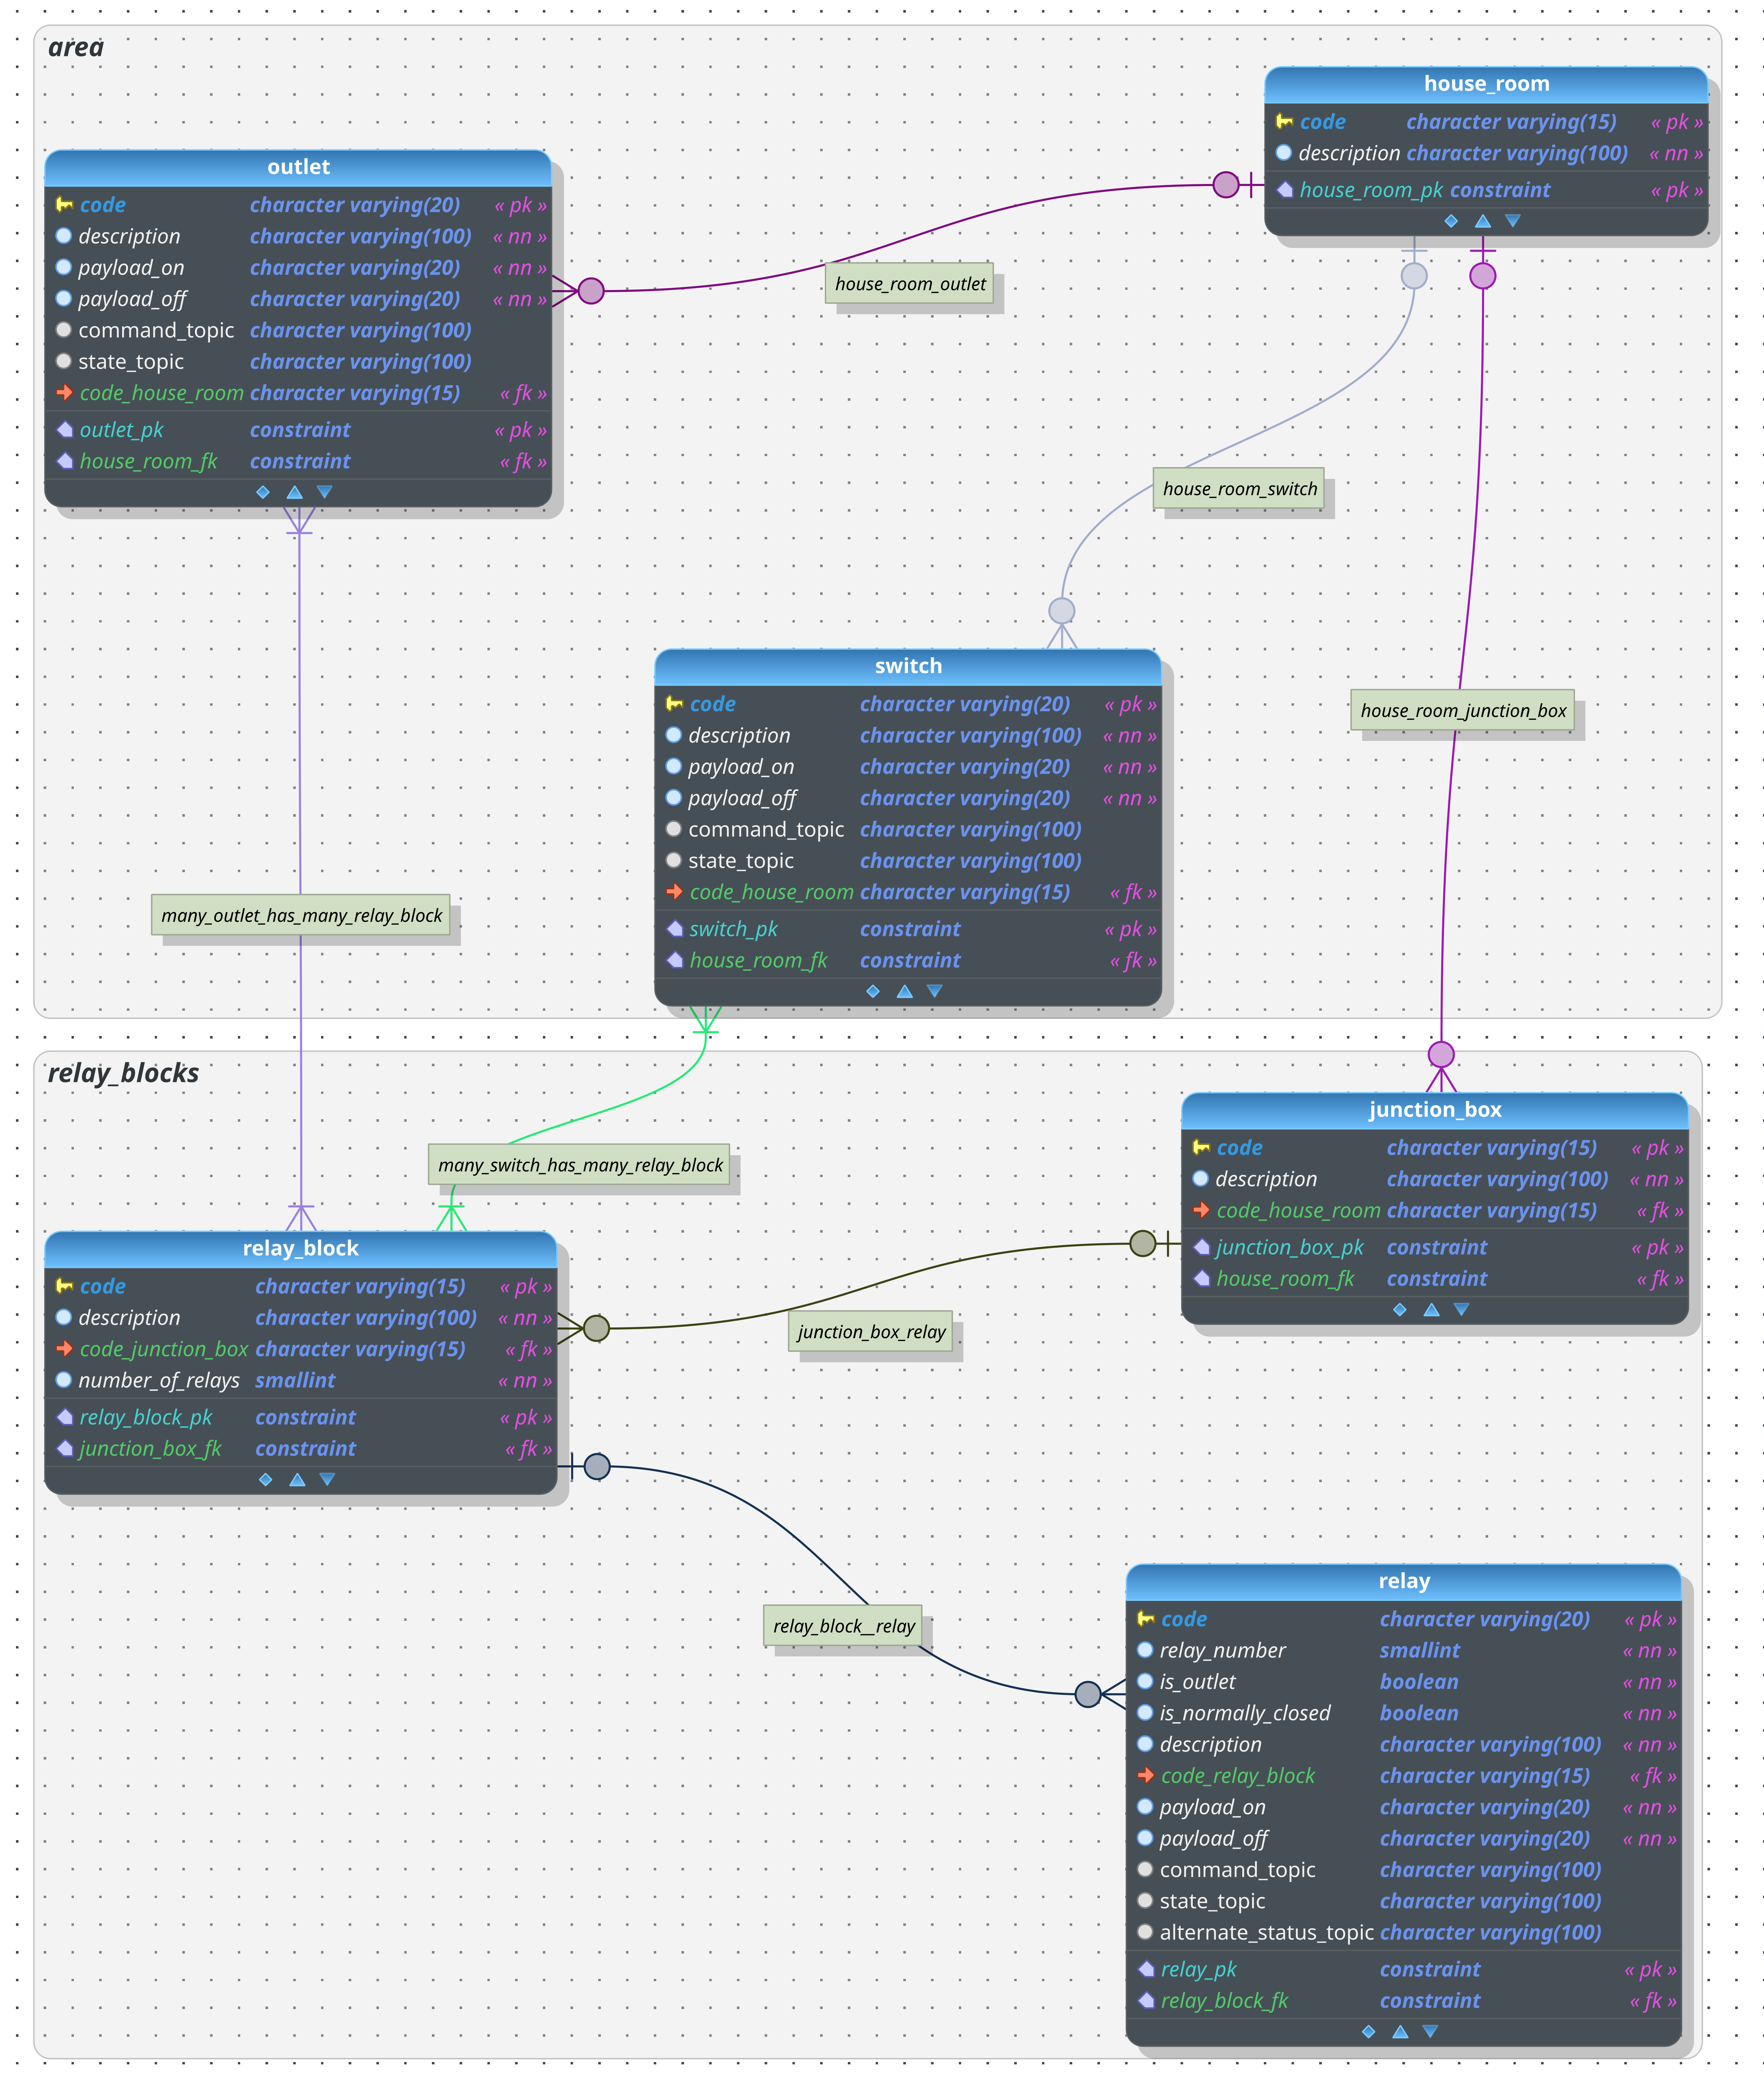 area
house_room
code character varying(15) « pk »
description character varying(100) « nn »
house_room_pk constraint « pk »
outlet
code character varying(20) « pk »
description character varying(100) « nn »
payload_on character varying(20) « nn »
payload_off character varying(20) « nn »
command_topic character varying(100)
state_topic character varying(100)
code_house_room character varying(15) « fk »
outlet_pk constraint « pk »
house_room_fk constraint « fk »
house_room_outlet
house_room_switch
switch
code character varying(20) « pk »
description character varying(100) « nn »
payload_on character varying(20) « nn »
payload_off character varying(20) « nn »
command_topic character varying(100)
state_topic character varying(100)
code_house_room character varying(15) « fk »
switch_pk constraint « pk »
house_room_fk constraint « fk »
house_room_junction_box
many_outlet_has_many_relay_block
relay_blocks
many_switch_has_many_relay_block
junction_box
code character varying(15) « pk »
description character varying(100) « nn »
code_house_room character varying(15) « fk »
junction_box_pk constraint « pk »
house_room_fk constraint « fk »
relay_block
code character varying(15) « pk »
description character varying(100) « nn »
code_junction_box character varying(15) « fk »
number_of_relays smallint « nn »
relay_block_pk constraint « pk »
junction_box_fk constraint « fk »
junction_box_relay
relay_block__relay
relay
code character varying(20) « pk »
relay_number smallint « nn »
is_outlet boolean « nn »
is_normally_closed boolean « nn »
description character varying(100) « nn »
code_relay_block character varying(15) « fk »
payload_on character varying(20) « nn »
payload_off character varying(20) « nn »
command_topic character varying(100)
state_topic character varying(100)
alternate_status_topic character varying(100)
relay_pk constraint « pk »
relay_block_fk constraint « fk »